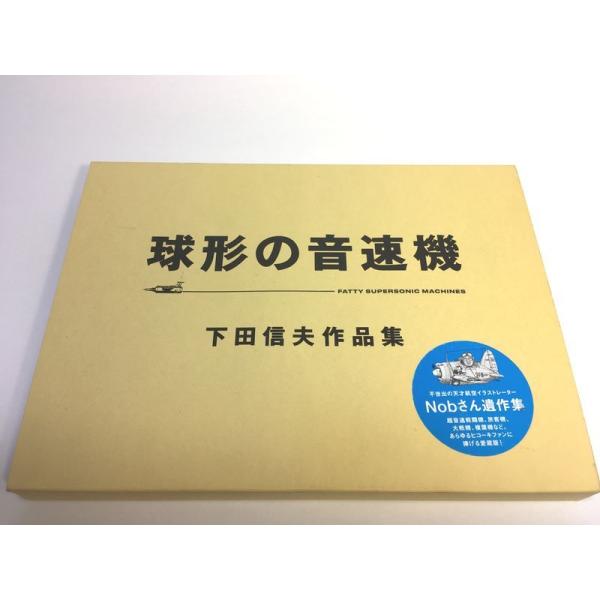 球形の音速機
FATTY SUPERSONIC MACHINES
下田信夫作品集
不世出の天才航空イラストレーター
Nobさん遺作集
超音速戦闘機、旅客機、
大戦機、複葉機など、
あらゆるヒコーキファンに
捧げる愛蔵版!